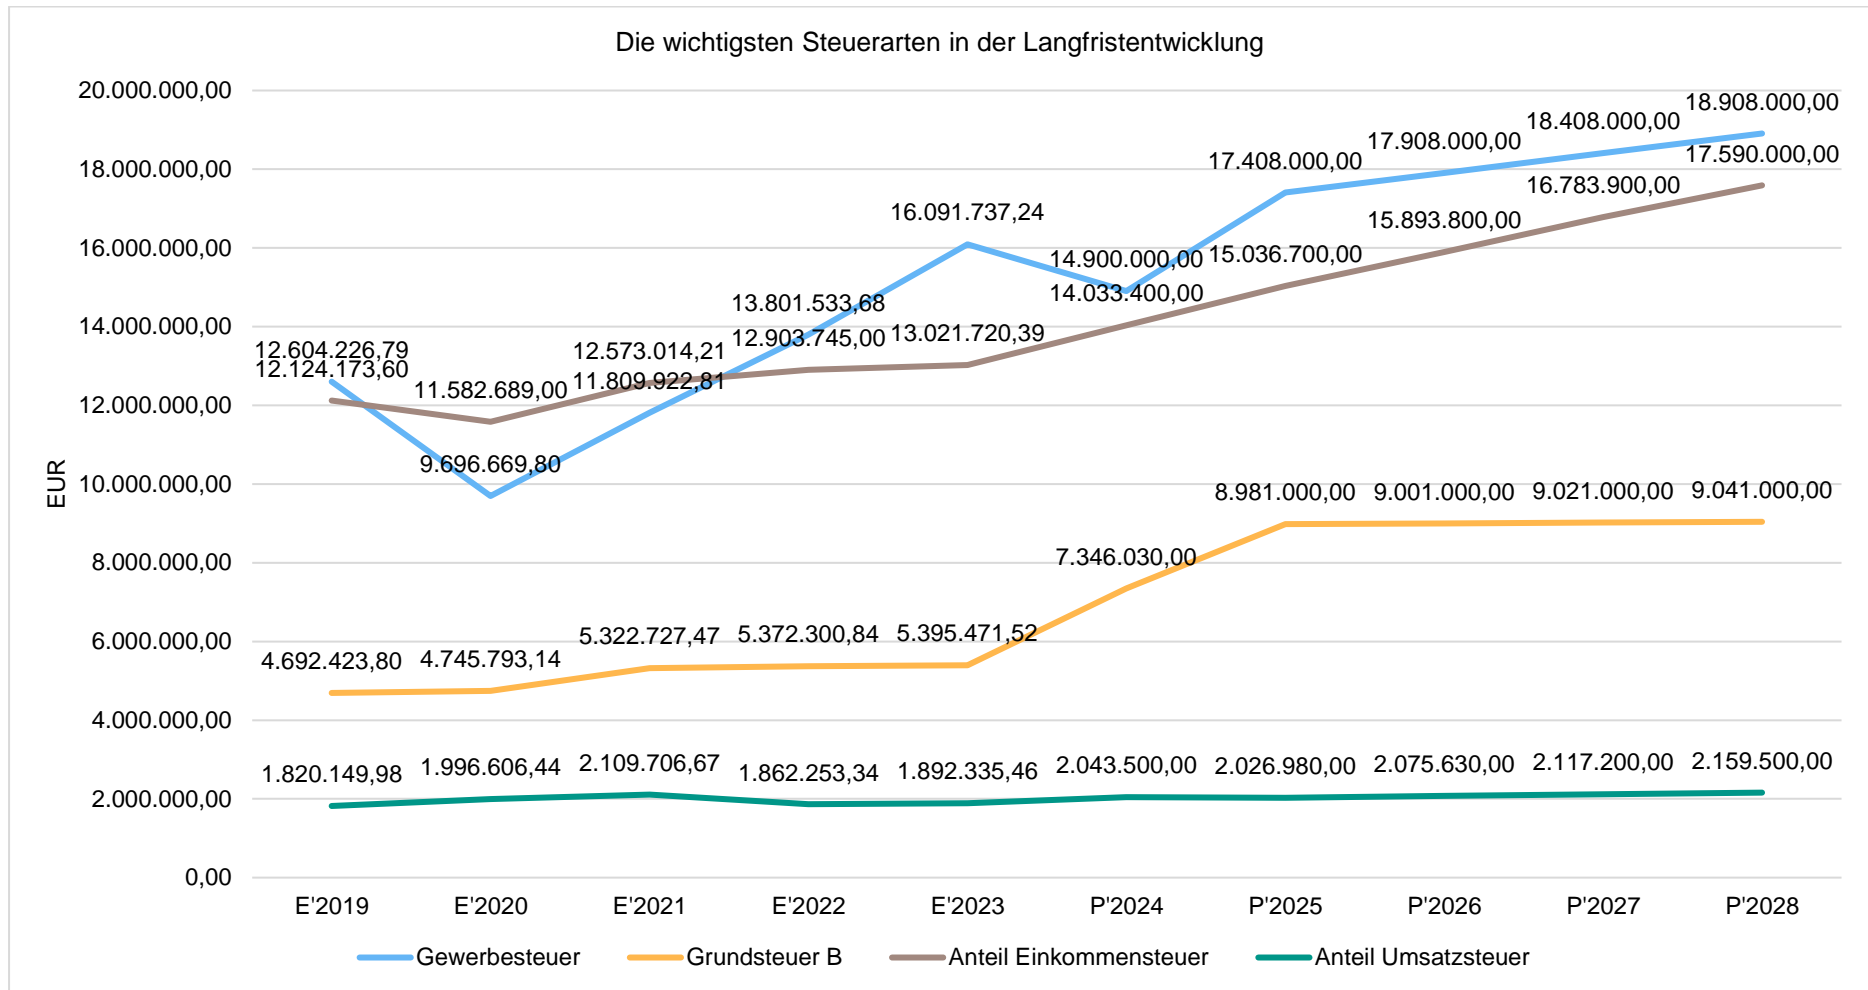 Die wichtigsten Steuerarten in der Langfristentwicklung
EUR
20.000.000,00
18.000.000,00
16.000.000,00
14.000.000,00
12.000.000,00
10.000.000,00
8.000.000,00
6.000.000,00
4.000.000,00
2.000.000,00
0,00
12.604.226,79 9.696.669,80 11.809.922,81 13.801.533,68 16.091.737,24 14.900.000,00 17.408.000,00 17.908.000,00 18.408.000,00 18.908.000,00
12.124.173,60 11.582.689,00 12.573.014,21 12.903.745,00 13.021.720,39 14.033.400,00 15.036.700,00 15.893.800,00 16.783.900,00 17.590.000,00
4.692.423,80 4.745.793,14 5.322.727,47 5.372.300,84 5.395.471,52 7.346.030,00 8.981.000,00 9.001.000,00 9.021.000,00 9.041.000,00
1.820.149,98 1.996.606,44 2.109.706,67 1.862.253,34 1.892.335,46 2.043.500,00 2.026.980,00 2.075.630,00 2.117.200,00 2.159.500,00
E'2019 E'2020 E'2021 E'2022 E'2023 P'2024 P'2025 P'2026 P'2027 P'2028
Gewerbesteuer Grundsteuer B Anteil Einkommensteuer Anteil Umsatzsteuer